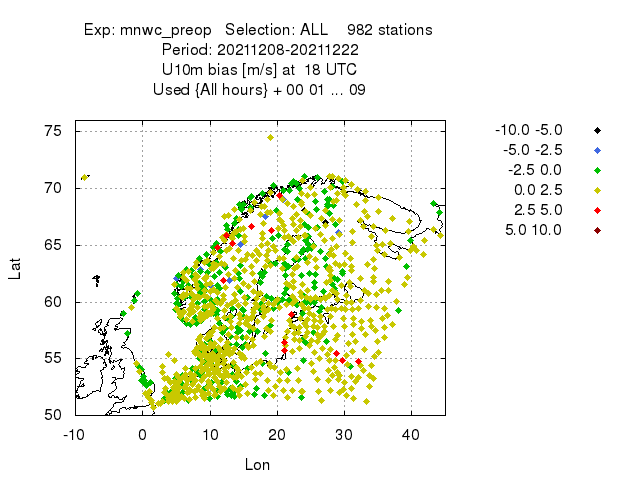 Exp: mnwc_preop   Selection: ALL    982 stations
Period: 20211208-20211222
U10m bias [m/s] at  18 UTC
Used {All hours} + 00 01 ... 09
-10.0 -5.0
-5.0 -2.5
-2.5 0.0
0.0 2.5
2.5 5.0
5.0 10.0
75
70
65
60
55
50
Lat
-10 0 10 20 30 40
Lon